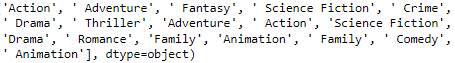 'Action', ' Adventure', ' Fantasy', ' Science Fiction', ' Crime',
' Drama', ' Thriller', 'Adventure', ' Action', 'Science Fiction',
'Drama', ' Romance', 'Family', 'Animation', ' Family', ' Comedy',
' Animation'], dtype=object)